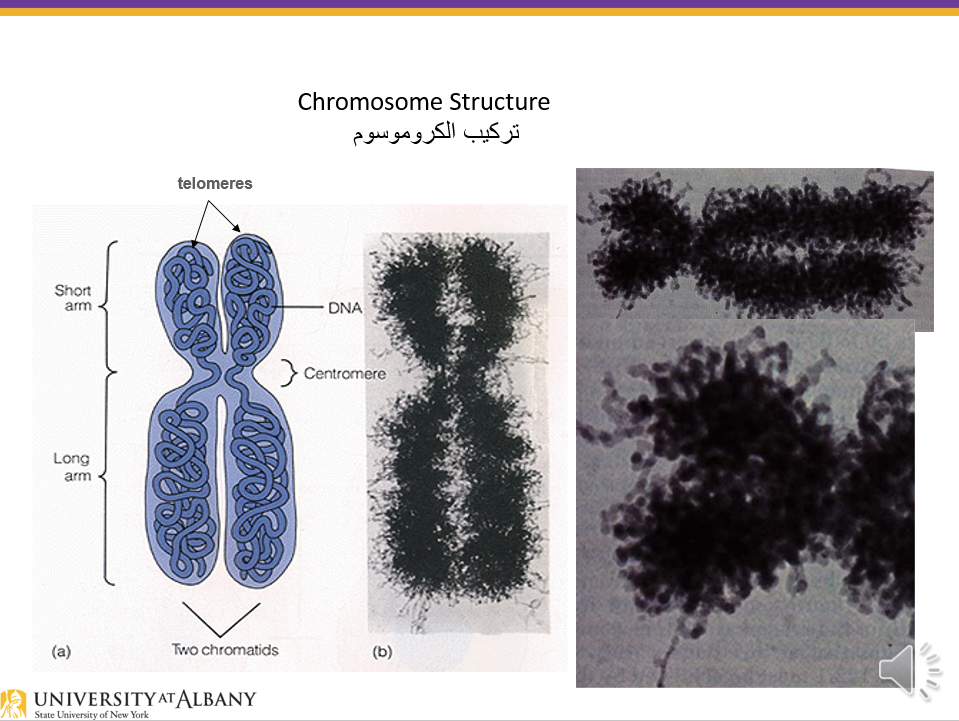 Chromosome Structure
تركيب الكروموسوم
telomeres
Short
arm
DNA
Centromere
Long
arm
Two chromatids
(a)
(b)
UNIVERSITY AT ALBANY
State University of New York